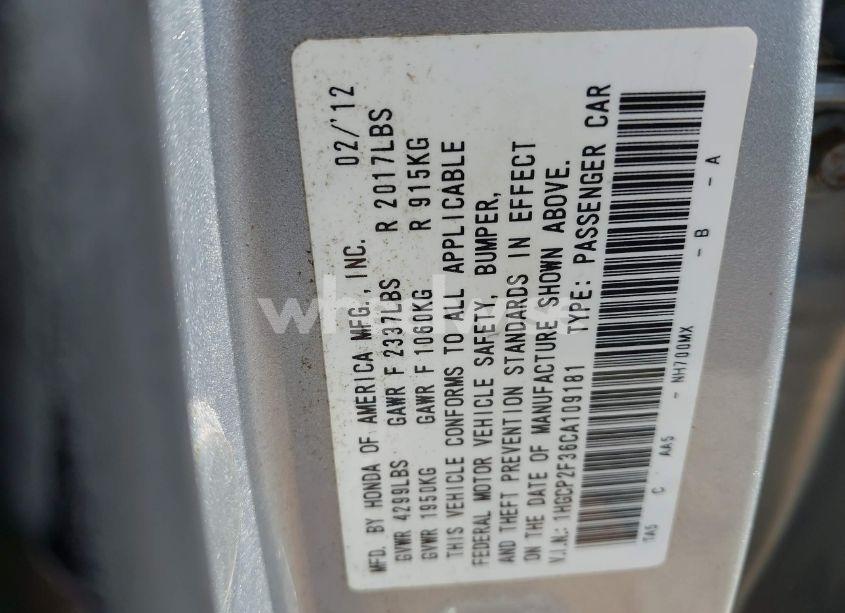 MFD. BY HONDA OF AMERICA MFG., INC. 02/'12
GVWR 4299LBS GAWR F 2337LBS R 2017LBS
GVWR 1950KG GAWR F 1060KG R 915KG
THIS VEHICLE CONFORMS TO ALL APPLICABLE
FEDERAL MOTOR VEHICLE SAFETY, BUMPER,
AND THEFT PREVENTION STANDARDS IN EFFECT
ON THE DATE OF MANUFACTURE SHOWN ABOVE.
V.I.N.: 1HGCP2F36CA109181 TYPE: PASSENGER CAR
TA5 C AA5 - NH700MX - B - A